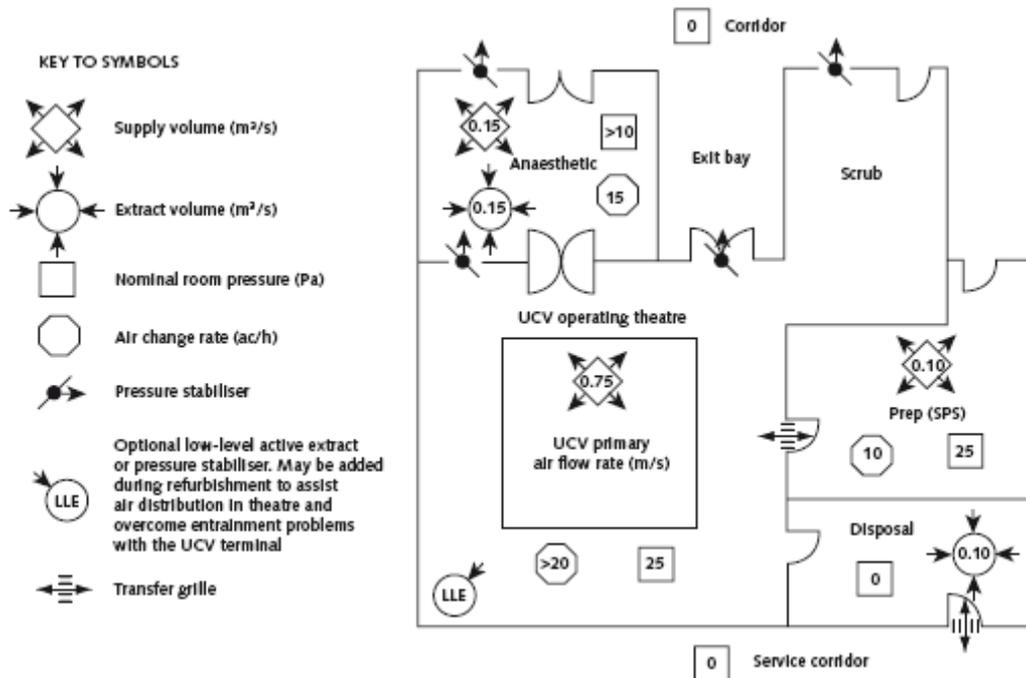 KEY TO SYMBOLS
Supply volume (m³/s)
Extract volume (m³/s)
Nominal room pressure (Pa)
Air change rate (ac/h)
Pressure stabiliser
Optional low-level active extract
or pressure stabiliser. May be added
during refurbishment to assist
air distribution in theatre and
overcome entrainment problems
with the UCV terminal
LLE
Transfer grille
0 Corridor
0.15
>10
Anaesthetic
0.15
15
Exit bay
Scrub
UCV operating theatre
0.75
UCV primary
air flow rate (m/s)
0.10
Prep (SPS)
10
25
Disposal
0.10
0
>20
25
LLE
0 Service corridor